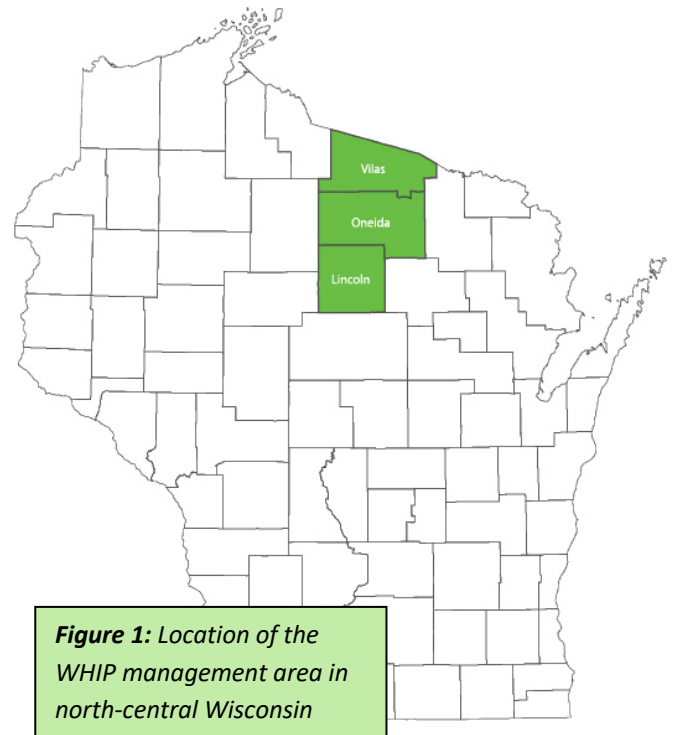 Vilas
Oneida
Lincoln
Figure 1: Location of the
WHIP management area in
north-central Wisconsin